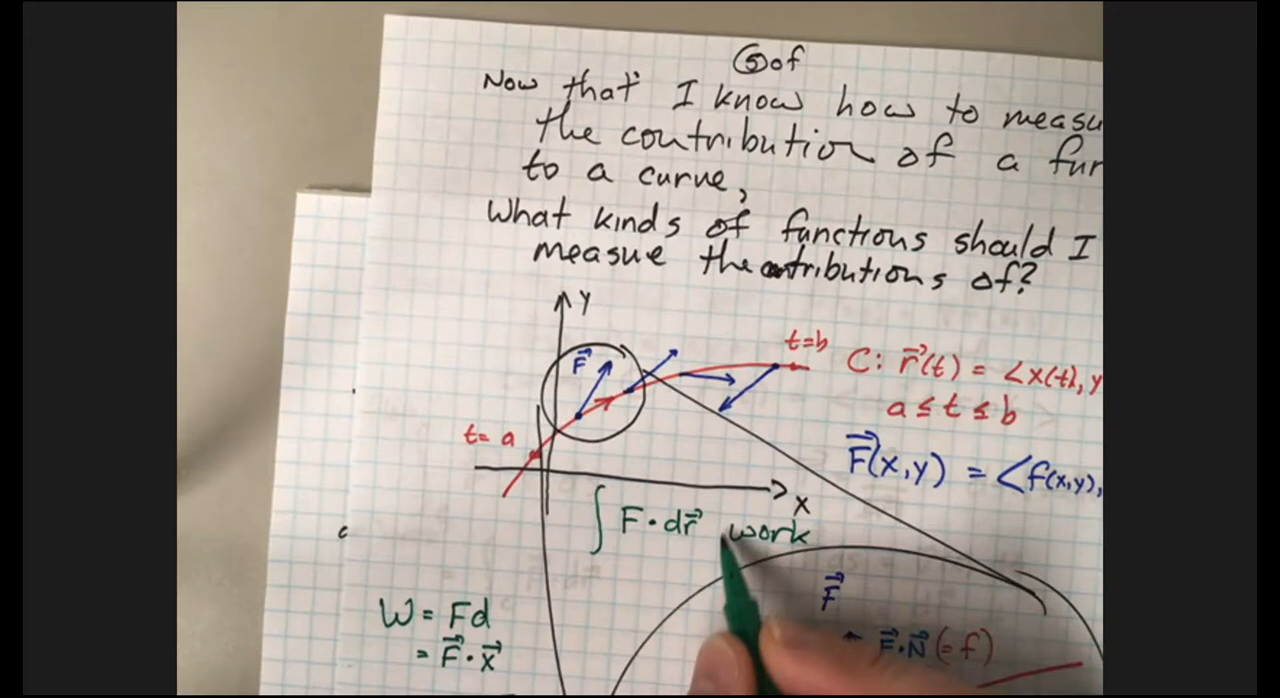 ⑤ of
Now that I know how to measu
the contribution of a fun
to a curve,
What kinds of functions should I
measue the contributions of?
Y
F⃗
t=b
C: r⃗(t) = <x(t), y
a ≤ t ≤ b
t= a
F⃗(x,y) = <f(x,y),
x
∫ F · dr⃗ work
F⃗
W = Fd
= F⃗ · x⃗
F⃗·N⃗ (=f)